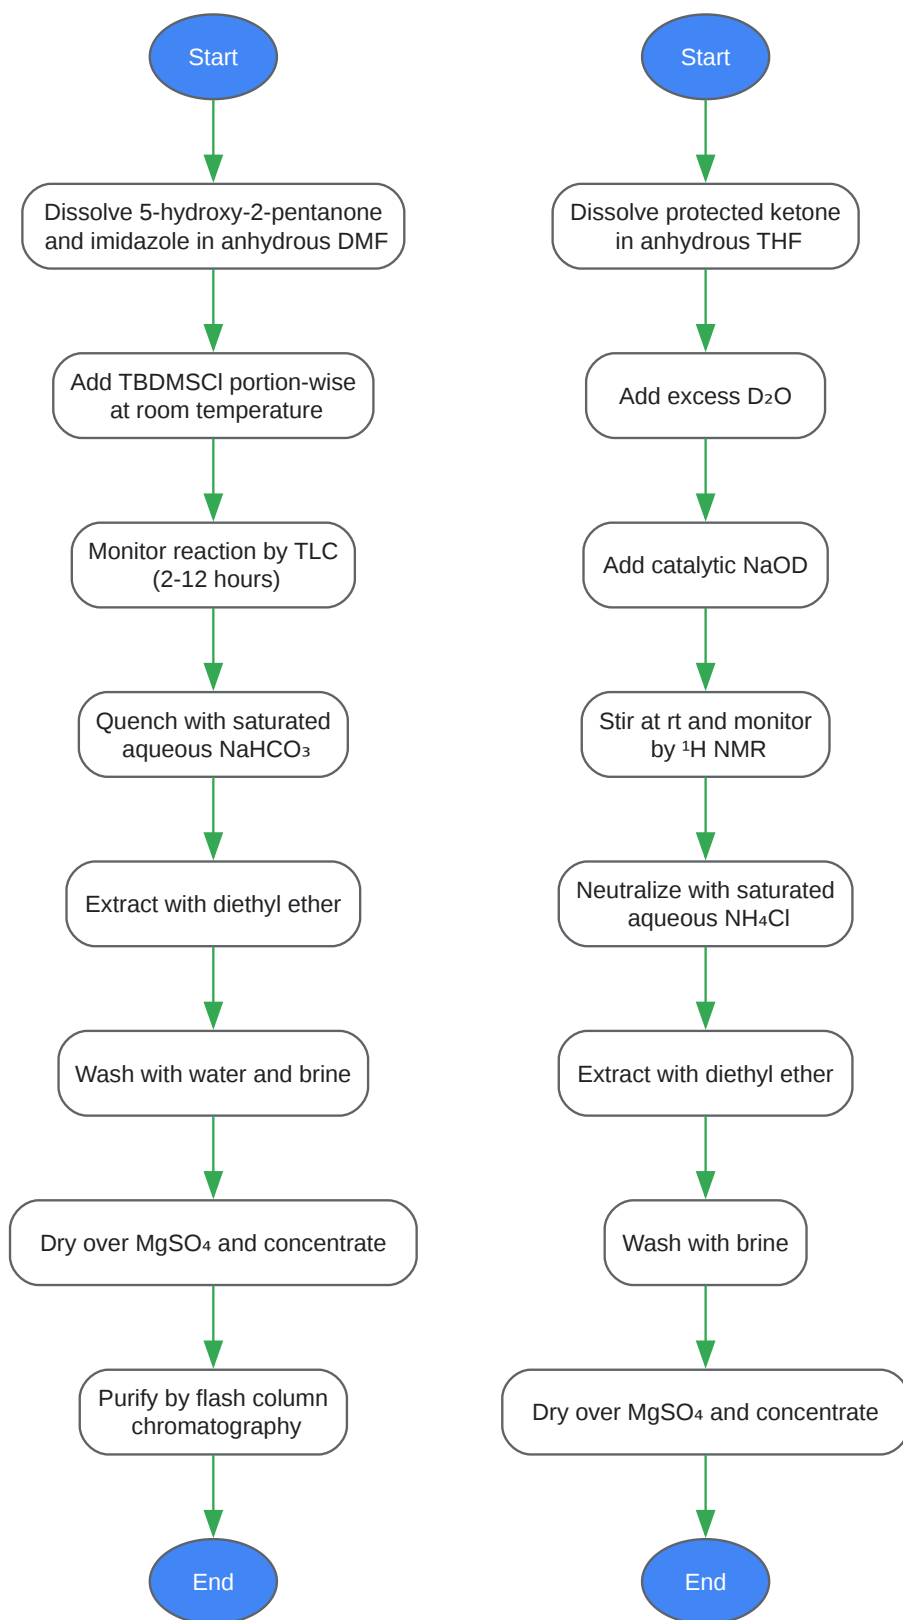 Start
Dissolve 5-hydroxy-2-pentanone
and imidazole in anhydrous DMF
Add TBDMSCl portion-wise
at room temperature
Monitor reaction by TLC
(2-12 hours)
Quench with saturated
aqueous NaHCO₃
Extract with diethyl ether
Wash with water and brine
Dry over MgSO₄ and concentrate
Purify by flash column
chromatography
End
Start
Dissolve protected ketone
in anhydrous THF
Add excess D₂O
Add catalytic NaOD
Stir at rt and monitor
by ¹H NMR
Neutralize with saturated
aqueous NH₄Cl
Extract with diethyl ether
Wash with brine
Dry over MgSO₄ and concentrate
End